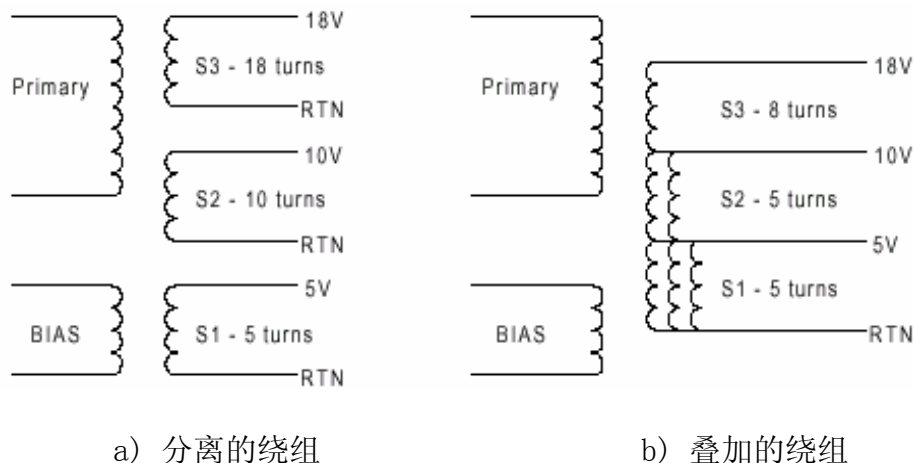 18V
S3 - 18 turns
Primary
RTN
10V
S2 - 10 turns
RTN
5V
BIAS
S1 - 5 turns
RTN
a) 分离的绕组
18V
Primary
S3 - 8 turns
10V
S2 - 5 turns
5V
S1 - 5 turns
BIAS
RTN
b) 叠加的绕组